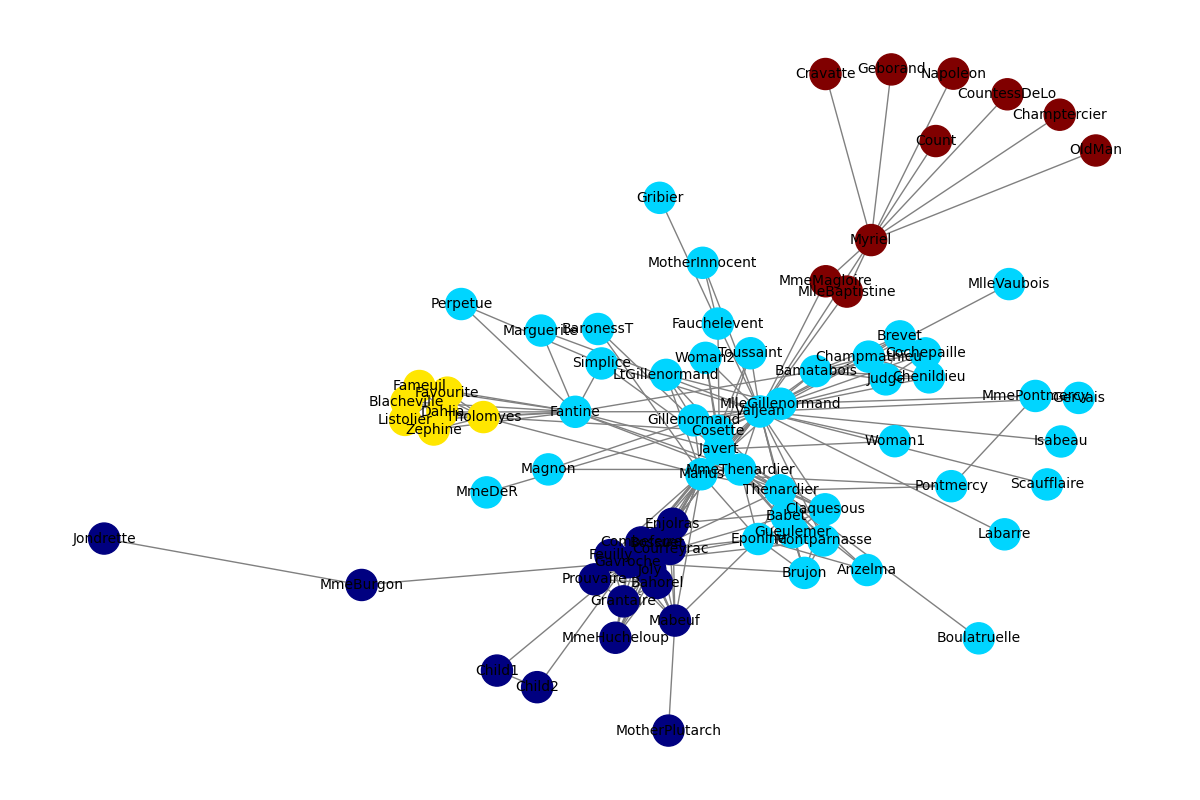 Cravatte
Geborand
Napoleon
CountessDeLo
Champtercier
Count
OldMan
Gribier
Myriel
MotherInnocent
MmeMagloire
MlleBaptistine
MlleVaubois
Perpetue
Marguerite
BaronessT
Fauchelevent
Simplice
Woman2
Toussaint
LtGillenormand
Brevet
Champmathieu
Cochepaille
Bamatabois
Judge
Chenildieu
Fameuil
Favourite
Blacheville
Dahlia
Tholomyes
Listolier
Zephine
Fantine
MlleGillenormand
Valjean
Gillenormand
MmePontmercy
Gervais
Cosette
Javert
Woman1
Isabeau
Magnon
Marius
MmeThenardier
MmeDeR
Thenardier
Pontmercy
Scaufflaire
Claquesous
Babet
Gueulemer
Labarre
Enjolras
Eponine
Montparnasse
Jondrette
Courfeyrac
Feuilly
Gavroche
Joly
MmeBurgon
Prouvaire
Bahorel
Brujon
Anzelma
Grantaire
Mabeuf
MmeHucheloup
Boulatruelle
Child1
Child2
MotherPlutarch